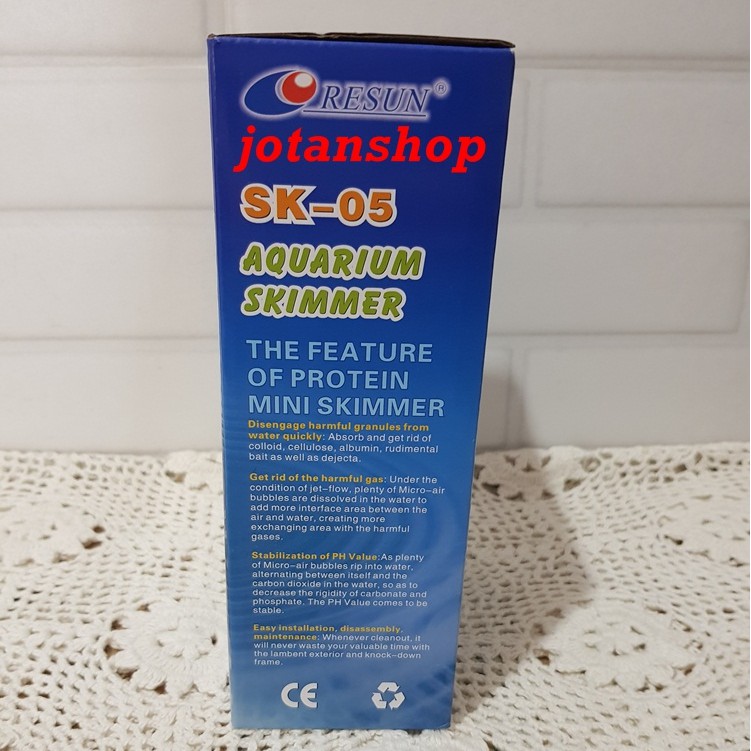 RESUN®
jotanshop
SK-05
AQUARIUM
SKIMMER
THE FEATURE
OF PROTEIN
MINI SKIMMER
Disengage harmful granules from
water quickly: Absorb and get rid of
colloid, cellulose, albumin, rudimental
bait as well as dejecta.
Get rid of the harmful gas: Under the
condition of jet-flow, plenty of Micro-air
bubbles are dissolved in the water to
add more interface area between the
air and water, creating more
exchanging area with the harmful
gases.
Stabilization of PH Value:As plenty
of Micro-air bubbles rip into water,
alternating between itself and the
carbon dioxide in the water, so as to
decrease the rigidity of carbonate and
phosphate. The PH Value comes to be
stable.
Easy installation, disassembly,
maintenance: Whenever cleanout, it
will never waste your valuable time with
the lambent exterior and knock-down
frame.
CE